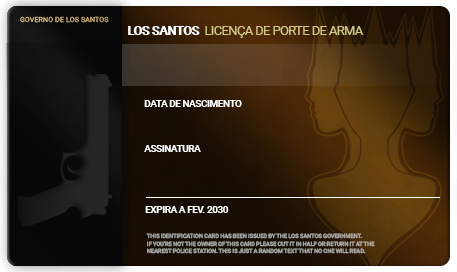 GOVERNO DE LOS SANTOS
LOS SANTOS LICENÇA DE PORTE DE ARMA
DATA DE NASCIMENTO
ASSINATURA
EXPIRA A FEV. 2030
THIS IDENTIFICATION CARD HAS BEEN ISSUED BY THE LOS SANTOS GOVERNMENT.
IF YOU'RE NOT THE OWNER OF THIS CARD PLEASE CUT IT IN HALF OR RETURN IT AT THE
NEAREST POLICE STATION. THIS IS JUST A RANDOM TEXT THAT NO ONE WILL READ.